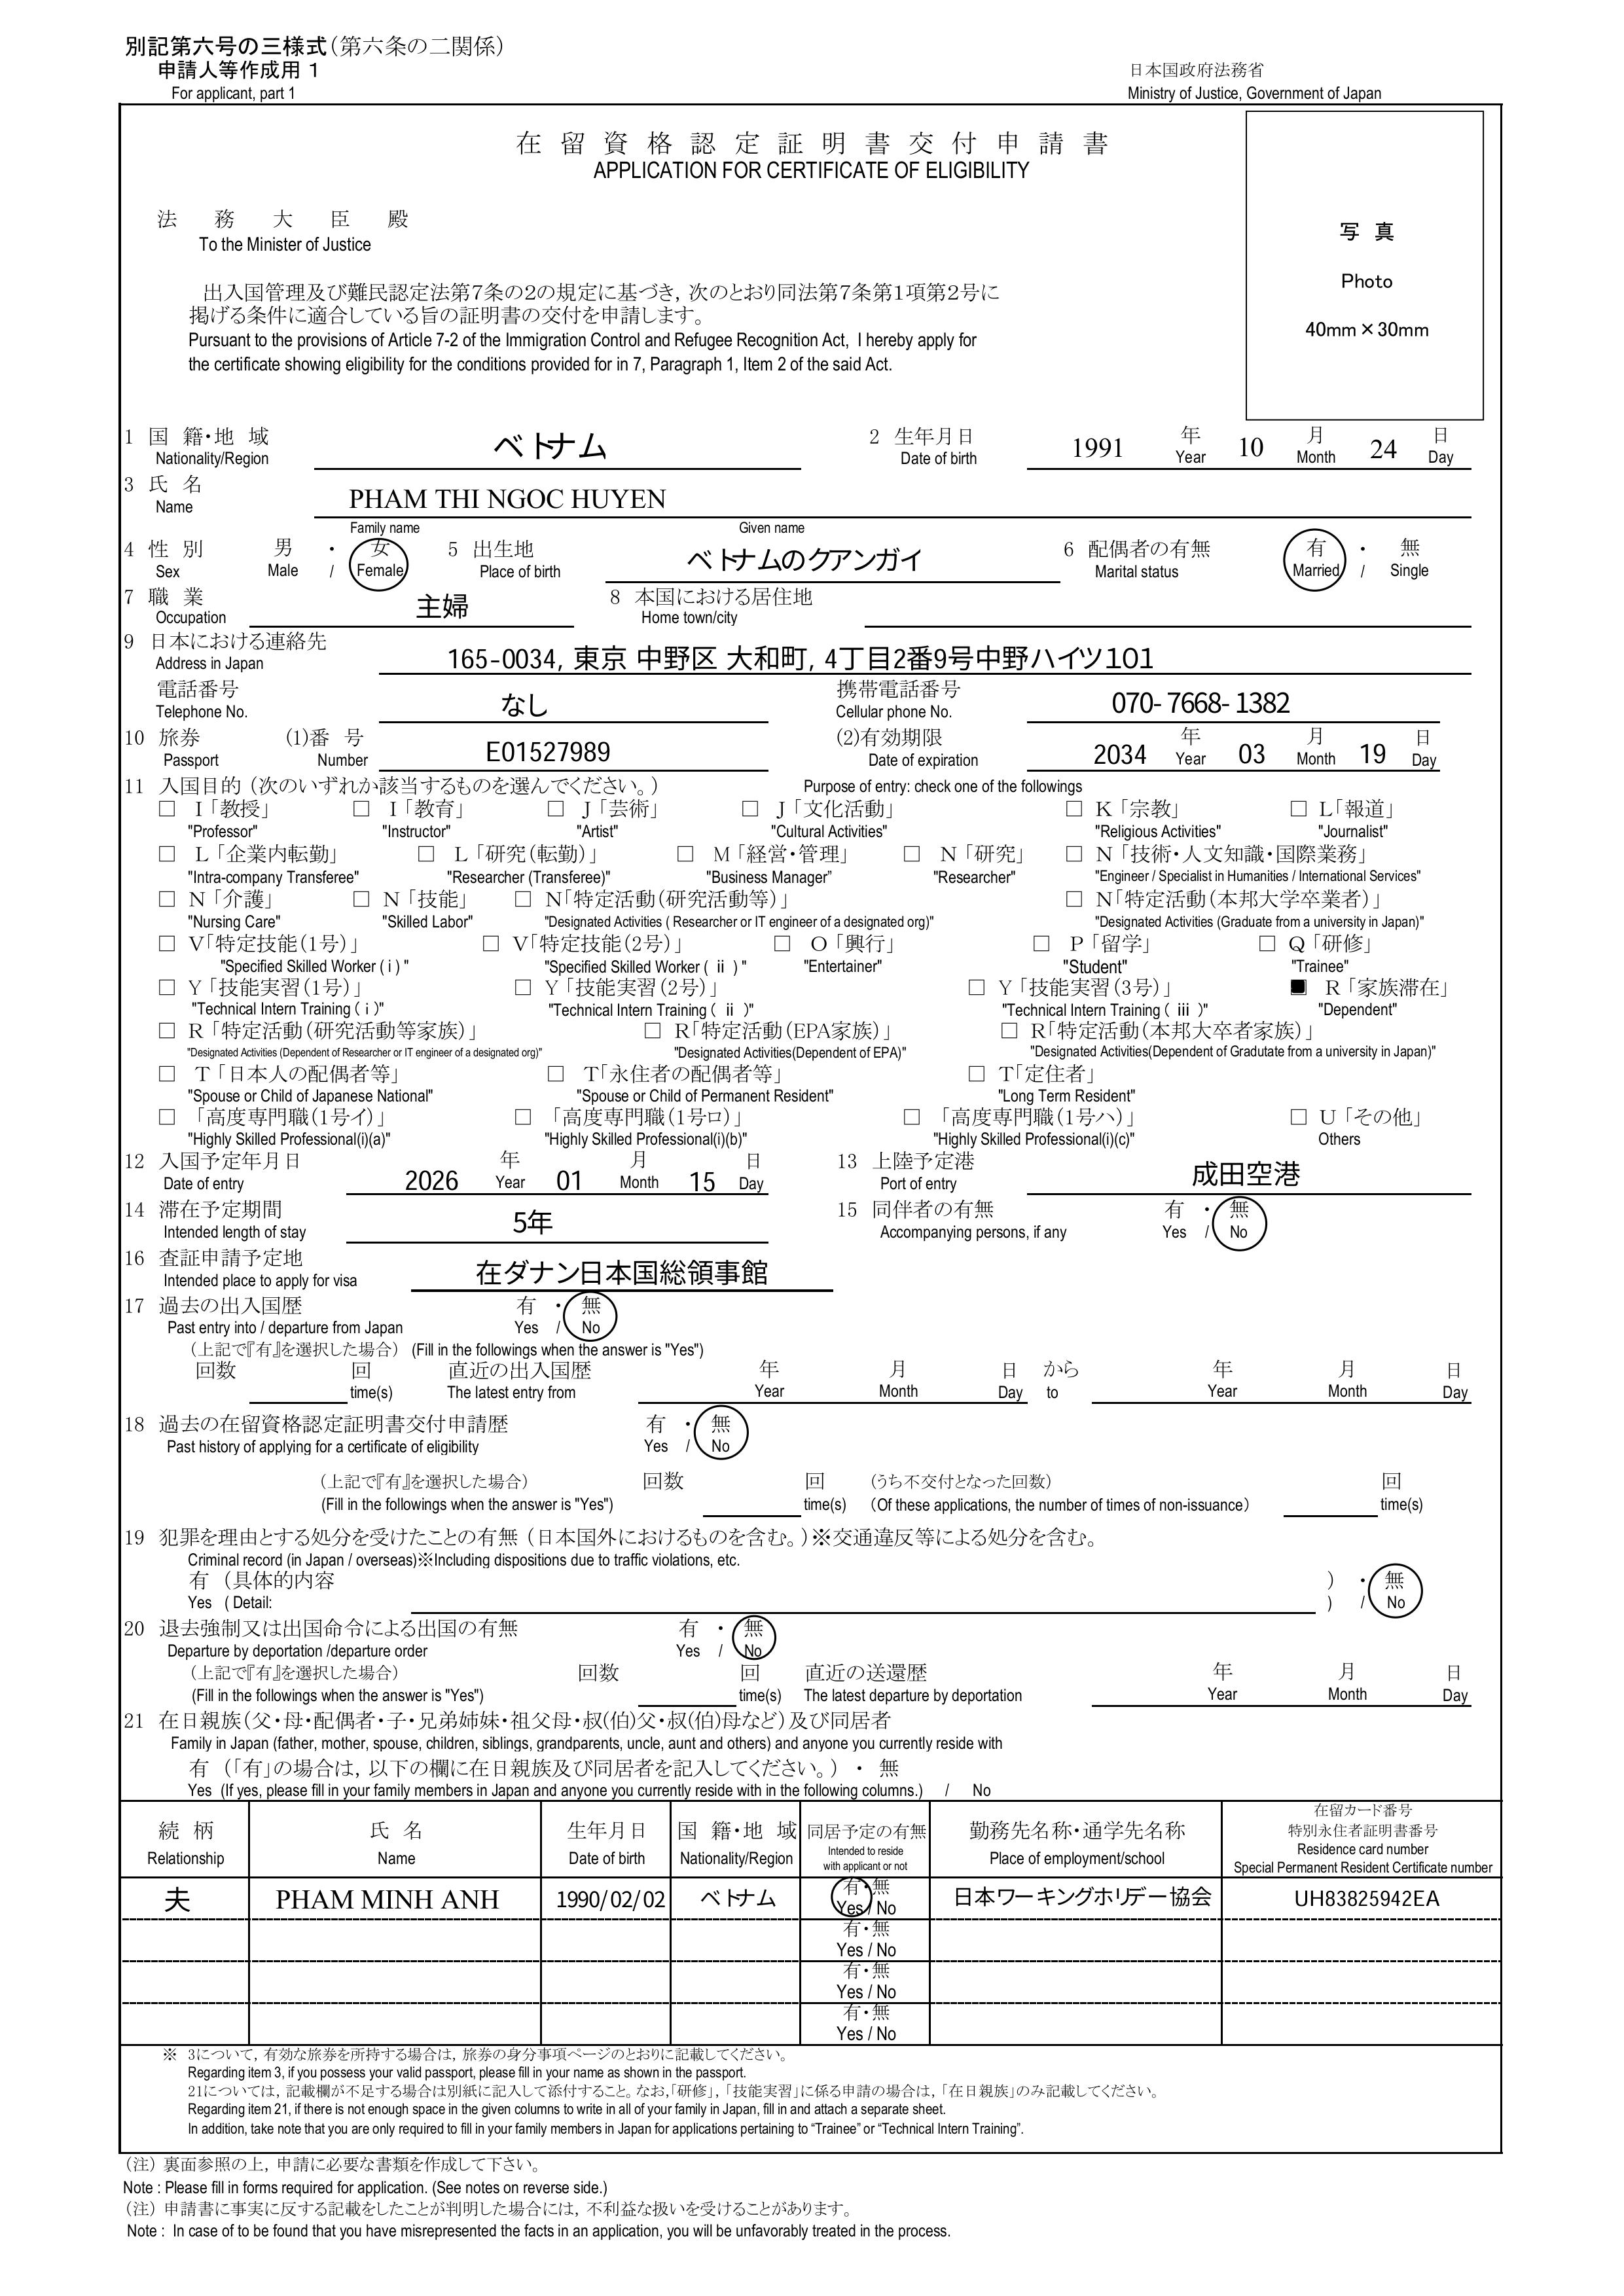 別記第六号の三様式（第六条の二関係）
申請人等作成用 1
For applicant, part 1
日本国政府法務省
Ministry of Justice, Government of Japan
在 留 資 格 認 定 証 明 書 交 付 申 請 書
APPLICATION FOR CERTIFICATE OF ELIGIBILITY
法 務 大 臣 殿
To the Minister of Justice
写 真
Photo
40mm×30mm
出入国管理及び難民認定法第7条の2の規定に基づき, 次のとおり同法第7条第1項第2号に
掲げる条件に適合している旨の証明書の交付を申請します。
Pursuant to the provisions of Article 7-2 of the Immigration Control and Refugee Recognition Act, I hereby apply for
the certificate showing eligibility for the conditions provided for in 7, Paragraph 1, Item 2 of the said Act.
1 国 籍・地 域 ベトナム 2 生年月日 1991 年 10 月 24 日
Nationality/Region Date of birth Year Month Day
3 氏 名
Name PHAM THI NGOC HUYEN
Family name Given name
4 性 別 男 ・ 女 5 出生地 ベトナムのクアンガイ 6 配偶者の有無 有 ・ 無
Sex Male / Female Place of birth Marital status Married / Single
7 職 業 主婦 8 本国における居住地
Occupation Home town/city
9 日本における連絡先
Address in Japan 165-0034, 東京 中野区 大和町, 4丁目2番9号中野ハイツ101
電話番号 なし 携帯電話番号 070- 7668- 1382
Telephone No. Cellular phone No.
10 旅券 (1)番 号 E01527989 (2)有効期限 2034 年 03 月 19 日
Passport Number Date of expiration Year Month Day
11 入国目的（次のいずれか該当するものを選んでください。） Purpose of entry: check one of the followings
□ I「教授」 □ I「教育」 □ J「芸術」 □ J「文化活動」 □ K「宗教」 □ L「報道」
"Professor" "Instructor" "Artist" "Cultural Activities" "Religious Activities" "Journalist"
□ L「企業内転勤」 □ L「研究(転勤)」 □ M「経営・管理」 □ N「研究」 □ N「技術・人文知識・国際業務」
"Intra-company Transferee" "Researcher (Transferee)" "Business Manager” "Researcher" "Engineer / Specialist in Humanities / International Services"
□ N「介護」 □ N「技能」 □ N「特定活動(研究活動等)」 □ N「特定活動(本邦大学卒業者)」
"Nursing Care" "Skilled Labor" "Designated Activities ( Researcher or IT engineer of a designated org)" "Designated Activities (Graduate from a university in Japan)"
□ V「特定技能(1号)」 □ V「特定技能(2号)」 □ O「興行」 □ P「留学」 □ Q「研修」
"Specified Skilled Worker ( i ) " "Specified Skilled Worker ( ii ) " "Entertainer" "Student" "Trainee"
□ Y「技能実習(1号)」 □ Y「技能実習(2号)」 □ Y「技能実習(3号)」 ■ R「家族滞在」
"Technical Intern Training ( i )" "Technical Intern Training ( ii )" "Technical Intern Training ( iii )" "Dependent"
□ R「特定活動(研究活動等家族)」 □ R「特定活動(EPA家族)」 □ R「特定活動(本邦大卒者家族)」
"Designated Activities (Dependent of Researcher or IT engineer of a designated org)" "Designated Activities(Dependent of EPA)" "Designated Activities(Dependent of Gradutate from a university in Japan)"
□ T「日本人の配偶者等」 □ T「永住者の配偶者等」 □ T「定住者」
"Spouse or Child of Japanese National" "Spouse or Child of Permanent Resident" "Long Term Resident"
□ 「高度専門職(1号イ)」 □ 「高度専門職(1号ロ)」 □ 「高度専門職(1号ハ)」 □ U「その他」
"Highly Skilled Professional(i)(a)" "Highly Skilled Professional(i)(b)" "Highly Skilled Professional(i)(c)" Others
12 入国予定年月日 2026 年 01 月 15 日 13 上陸予定港 成田空港
Date of entry Year Month Day Port of entry
14 滞在予定期間 5年 15 同伴者の有無 有 ・ 無
Intended length of stay Accompanying persons, if any Yes / No
16 査証申請予定地 在ダナン日本国総領事館
Intended place to apply for visa
17 過去の出入国歴 有 ・ 無
Past entry into / departure from Japan Yes / No
（上記で『有』を選択した場合） (Fill in the followings when the answer is "Yes")
回数 回 直近の出入国歴 年 月 日 から 年 月 日
time(s) The latest entry from Year Month Day to Year Month Day
18 過去の在留資格認定証明書交付申請歴 有 ・ 無
Past history of applying for a certificate of eligibility Yes / No
（上記で『有』を選択した場合） 回数 回 （うち不交付となった回数） 回
(Fill in the followings when the answer is "Yes") time(s) （Of these applications, the number of times of non-issuance） time(s)
19 犯罪を理由とする処分を受けたことの有無（日本国外におけるものを含む。）※交通違反等による処分を含む。
Criminal record (in Japan / overseas)※Including dispositions due to traffic violations, etc.
有 （具体的内容 ） ・ 無
Yes ( Detail: ) / No
20 退去強制又は出国命令による出国の有無 有 ・ 無
Departure by deportation /departure order Yes / No
（上記で『有』を選択した場合） 回数 回 直近の送還歴 年 月 日
(Fill in the followings when the answer is "Yes") time(s) The latest departure by deportation Year Month Day
21 在日親族（父・母・配偶者・子・兄弟姉妹・祖父母・叔(伯)父・叔(伯)母など）及び同居者
Family in Japan (father, mother, spouse, children, siblings, grandparents, uncle, aunt and others) and anyone you currently reside with
有 （「有」の場合は, 以下の欄に在日親族及び同居者を記入してください。） ・ 無
Yes (If yes, please fill in your family members in Japan and anyone you currently reside with in the following columns.) / No
続 柄 氏 名 生年月日 国 籍・地 域 同居予定の有無 勤務先名称・通学先名称 在留カード番号
特別永住者証明書番号
Relationship Name Date of birth Nationality/Region Intended to reside
with applicant or not Place of employment/school Residence card number
Special Permanent Resident Certificate number
夫 PHAM MINH ANH 1990/02/02 ベトナム 有・無 日本ワーキングホリデー協会 UH83825942EA
Yes / No
有・無
Yes / No
有・無
Yes / No
有・無
Yes / No
※ 3について, 有効な旅券を所持する場合は, 旅券の身分事項ページのとおりに記載してください。
Regarding item 3, if you possess your valid passport, please fill in your name as shown in the passport.
21については, 記載欄が不足する場合は別紙に記入して添付すること。なお,「研修」,「技能実習」に係る申請の場合は,「在日親族」のみ記載してください。
Regarding item 21, if there is not enough space in the given columns to write in all of your family in Japan, fill in and attach a separate sheet.
In addition, take note that you are only required to fill in your family members in Japan for applications pertaining to “Trainee” or “Technical Intern Training”.
（注） 裏面参照の上, 申請に必要な書類を作成して下さい。
Note : Please fill in forms required for application. (See notes on reverse side.)
（注） 申請書に事実に反する記載をしたことが判明した場合には, 不利益な扱いを受けることがあります。
Note : In case of to be found that you have misrepresented the facts in an application, you will be unfavorably treated in the process.